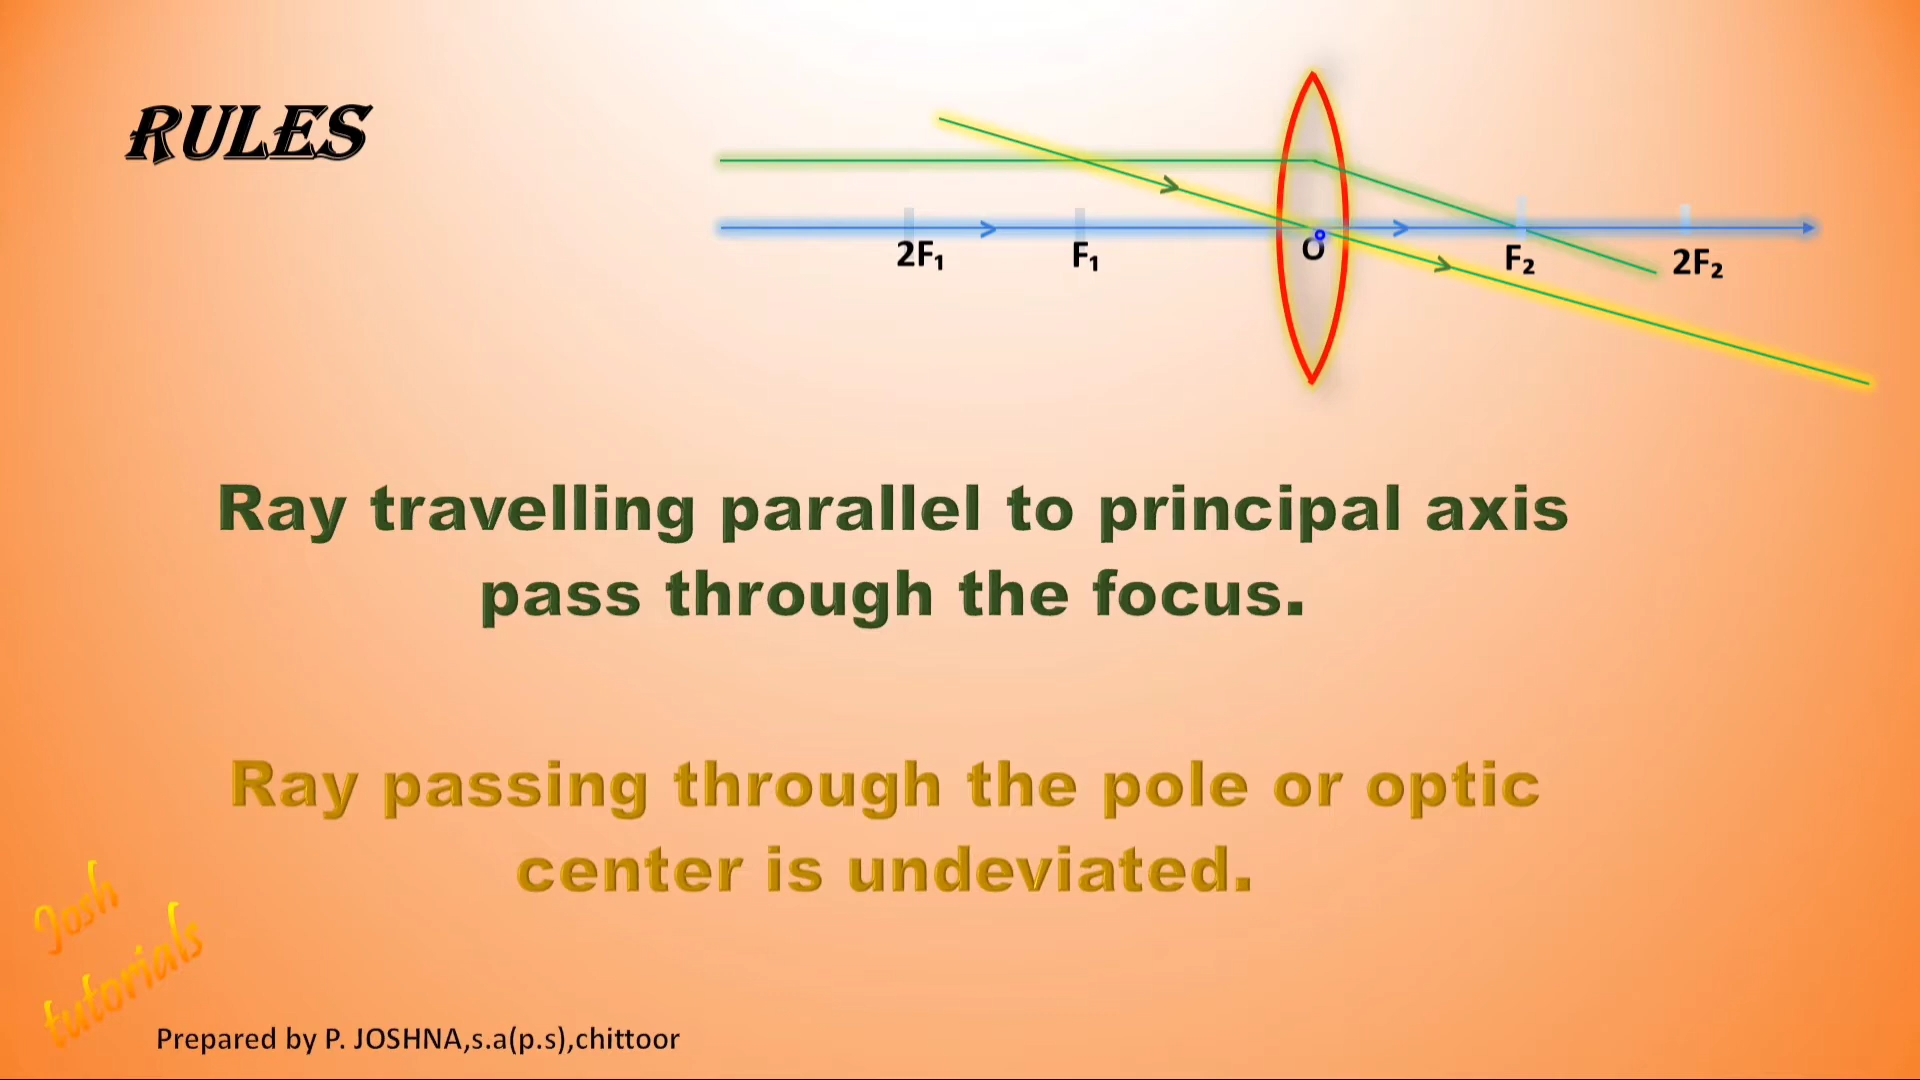 RULES
2F₁ F₁ O F₂ 2F₂
Ray travelling parallel to principal axis
pass through the focus.
Ray passing through the pole or optic
center is undeviated.
Josh
tutorials
Prepared by P. JOSHNA,s.a(p.s),chittoor